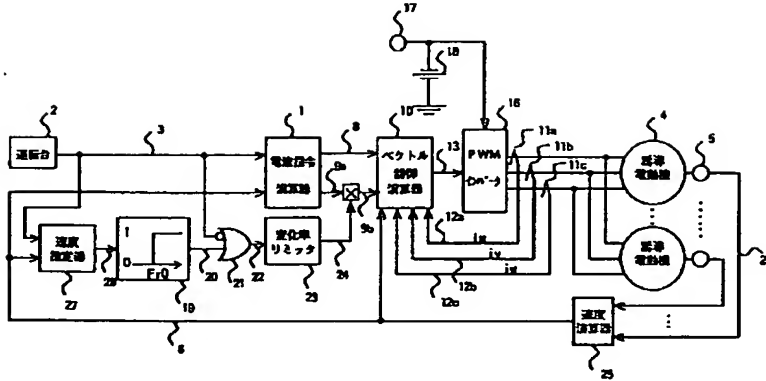 17
18
2
運転台
3
1
電流指令
演算器
8
9a
9b
10
ベクトル
制御
演算器
13
16
PWM
インバータ
11a
11b
11c
4
誘導
電動機
5
誘導
電動機
12a
12b
12c
iu
iv
iw
速度
推定器
27
28
1
0
FrQ
19
20
21
22
変化率
リミッタ
23
24
6
速度
演算器
25